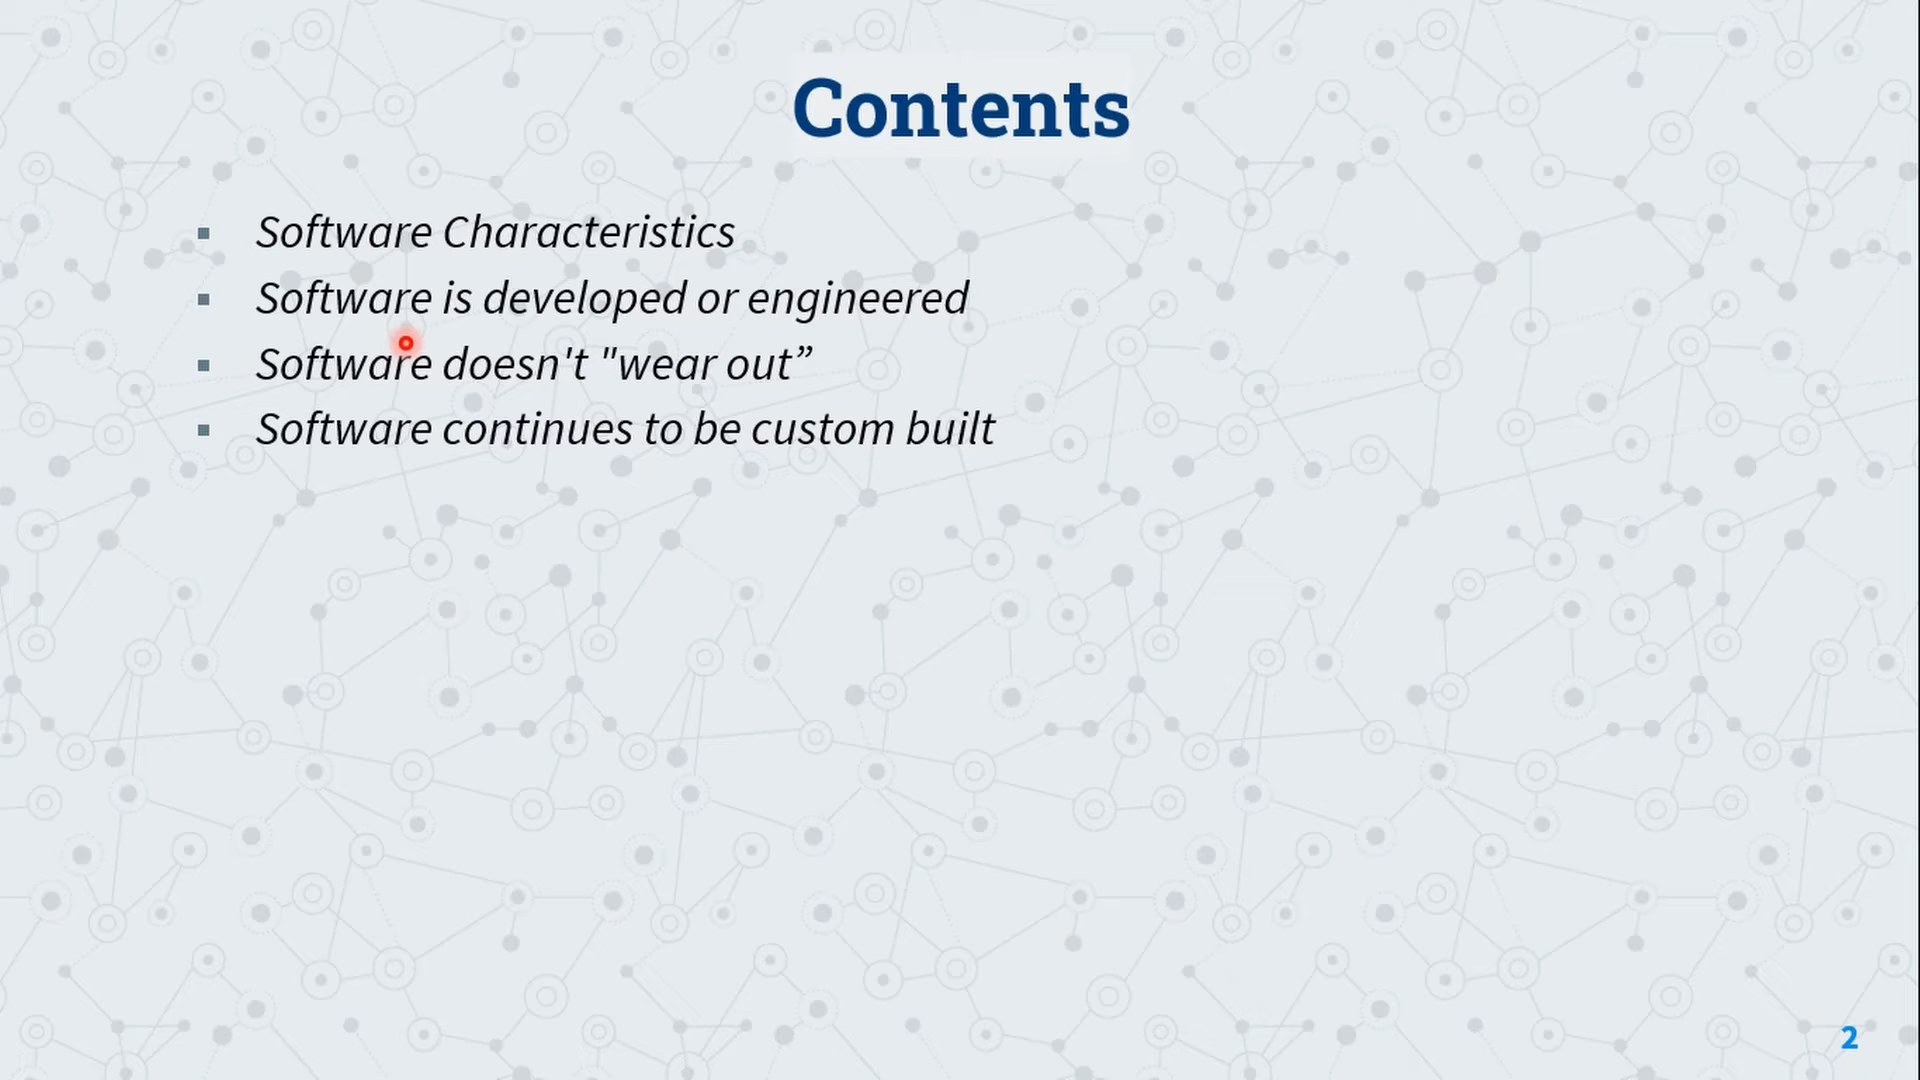 Contents
Software Characteristics
Software is developed or engineered
Software doesn't "wear out”
Software continues to be custom built
2